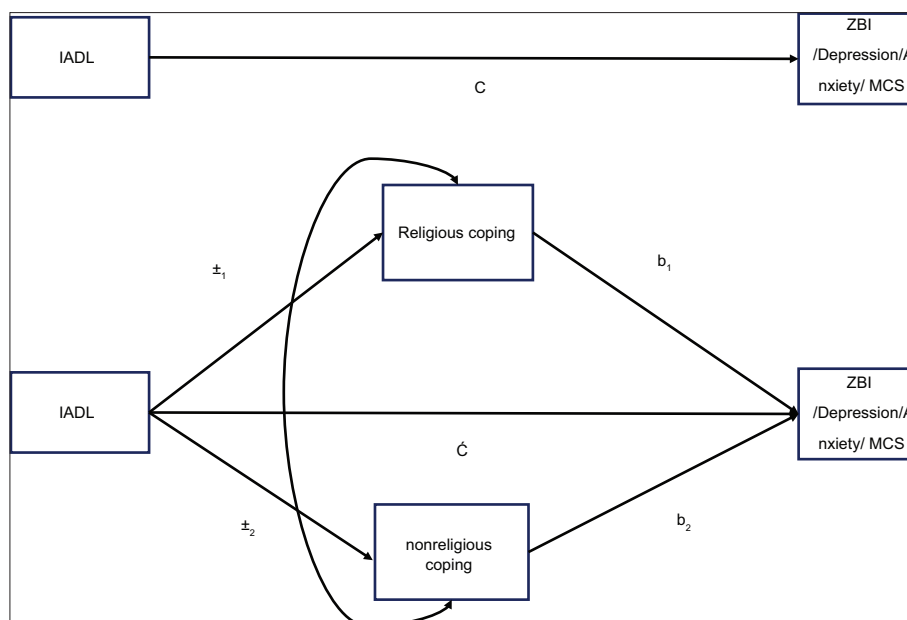 IADL
ZBI
/Depression/A
nxiety/ MCS
C
Religious coping
±₁
b₁
IADL
ZBI
/Depression/A
nxiety/ MCS
Ć
±₂
b₂
nonreligious
coping